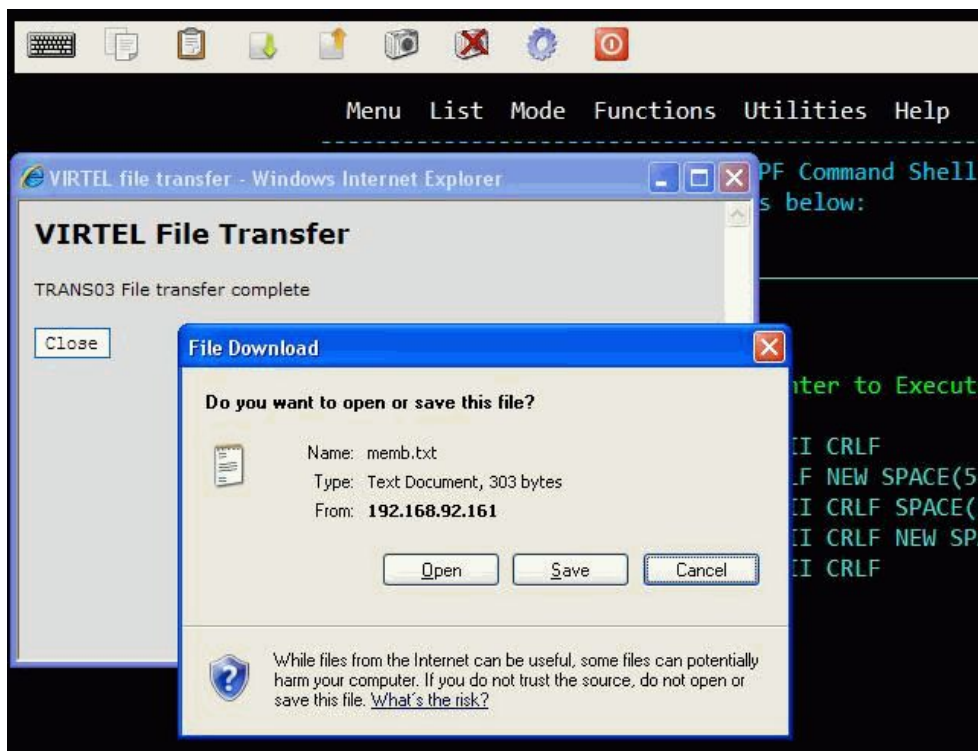 Menu List Mode Functions Utilities Help
VIRTEL file transfer - Windows Internet Explorer
PF Command Shell
s below:
VIRTEL File Transfer
TRANS03 File transfer complete
Close
File Download
Do you want to open or save this file?
Name: memb.txt
Type: Text Document, 303 bytes
From: 192.168.92.161
Open Save Cancel
While files from the Internet can be useful, some files can potentially
harm your computer. If you do not trust the source, do not open or
save this file. What's the risk?
nter to Execut
II CRLF
LF NEW SPACE(5
II CRLF SPACE(
II CRLF NEW SP
II CRLF